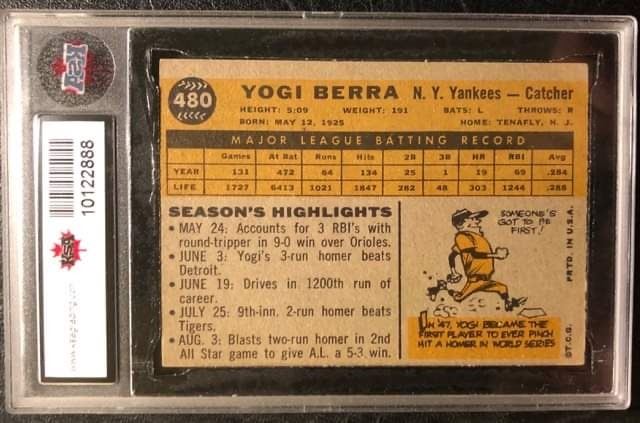 KSA
10122888
KSA
www.ksagrading.com
480
YOGI BERRA N. Y. Yankees — Catcher
HEIGHT: 5:09 WEIGHT: 191 BATS: L THROWS: R
BORN: MAY 12, 1925 HOME: TENAFLY, N. J.
MAJOR LEAGUE BATTING RECORD
Games At Bat Runs Hits 2B 3B HR RBI Avg
YEAR 131 472 64 134 25 1 19 69 .284
LIFE 1727 6413 1021 1847 282 48 303 1244 .288
SEASON'S HIGHLIGHTS
• MAY 24: Accounts for 3 RBI's with
round-tripper in 9-0 win over Orioles.
• JUNE 3: Yogi's 3-run homer beats
Detroit.
• JUNE 19: Drives in 1200th run of
career.
• JULY 25: 9th-inn. 2-run homer beats
Tigers.
• AUG. 3: Blasts two-run homer in 2nd
All Star game to give A.L. a 5-3 win.
SOMEONE'S
GOT TO BE
FIRST!
IN '47, YOGI BECAME THE
FIRST PLAYER TO EVER PINCH
HIT A HOMER IN WORLD SERIES
©T.C.G. PRTD. IN U.S.A.